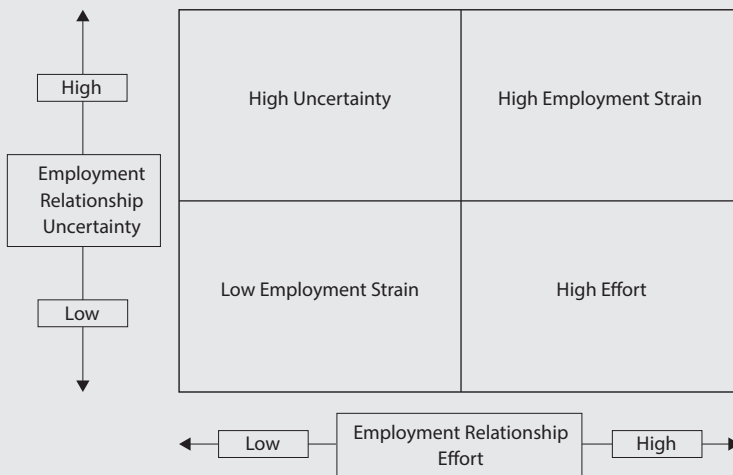 High Uncertainty
High Employment Strain
High
Employment
Relationship
Uncertainty
Low Employment Strain
High Effort
Low
Low
Employment Relationship
Effort
High